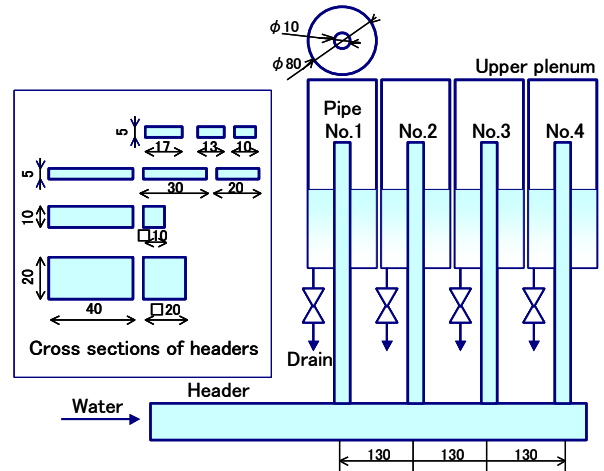 φ10
φ80
Upper plenum
Pipe
No.1 No.2 No.3 No.4
5
17 13 10
5
30 20
10
□10
20
40 □20
Cross sections of headers
Drain
Header
Water
130 130 130